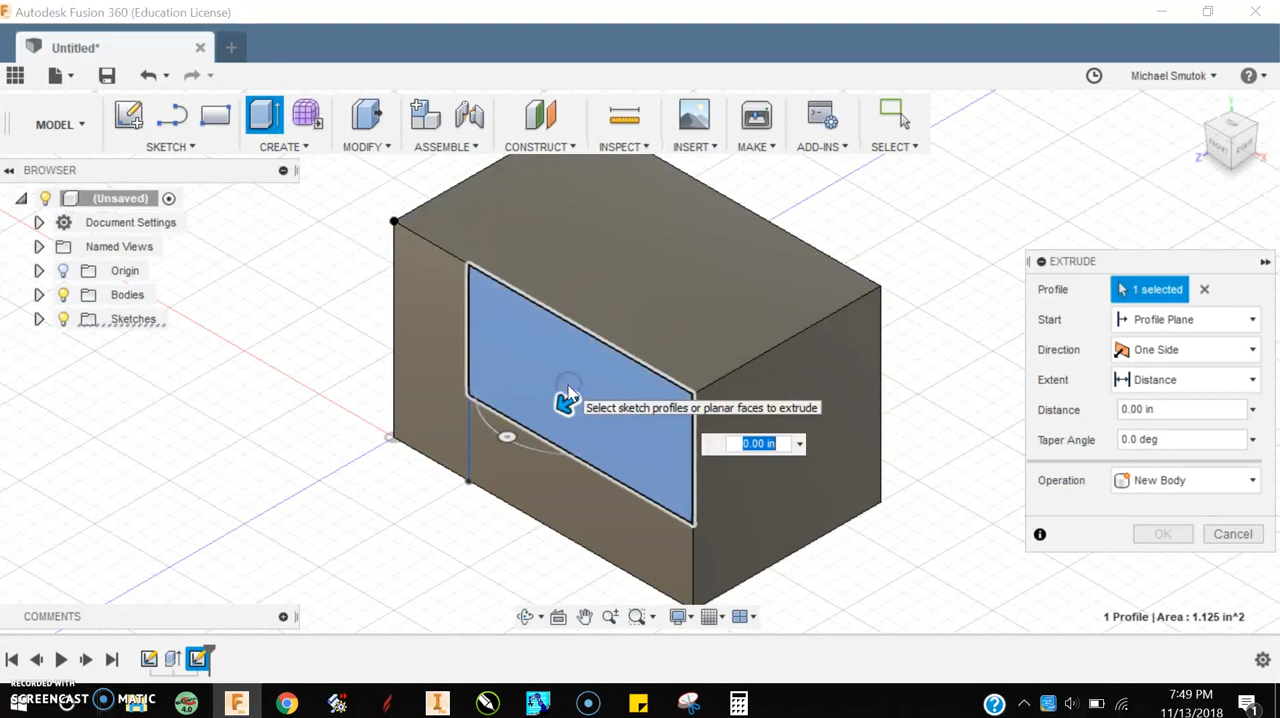 Autodesk Fusion 360 (Education License)
Untitled*
Michael Smutok
MODEL
SKETCH
CREATE
MODIFY
ASSEMBLE
CONSTRUCT
INSPECT
INSERT
MAKE
ADD-INS
SELECT
BROWSER
(Unsaved)
Document Settings
Named Views
Origin
Bodies
Sketches
Z
X
Select sketch profiles or planar faces to extrude
0.00 in
EXTRUDE
Profile 1 selected
Start Profile Plane
Direction One Side
Extent Distance
Distance 0.00 in
Taper Angle 0.0 deg
Operation New Body
OK Cancel
COMMENTS
1 Profile | Area : 1.125 in^2
RECORDED WITH
SCREENCAST MATIC
4.0
7:49 PM
11/13/2018
1